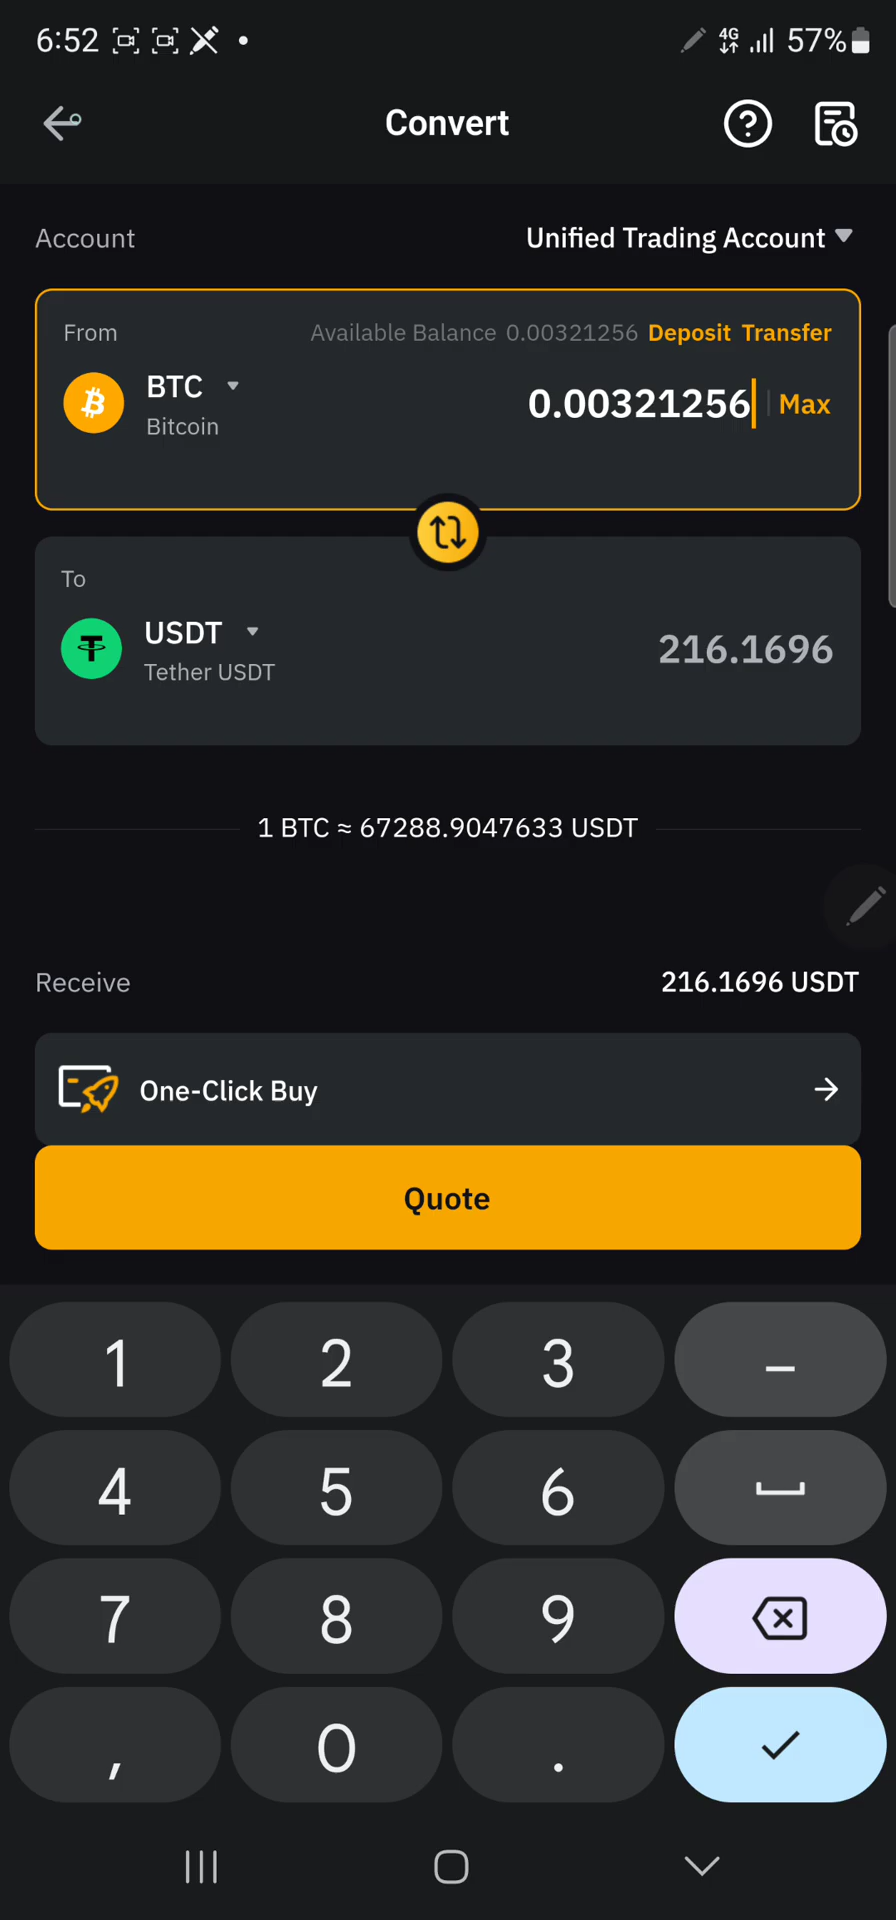 6:52
4G 57%
Convert
Account
Unified Trading Account
From
Available Balance 0.00321256 Deposit Transfer
BTC
Bitcoin
0.00321256 Max
To
USDT
Tether USDT
216.1696
1 BTC ≈ 67288.9047633 USDT
Receive
216.1696 USDT
One-Click Buy
Quote
1 2 3 –
4 5 6
7 8 9
, 0 .